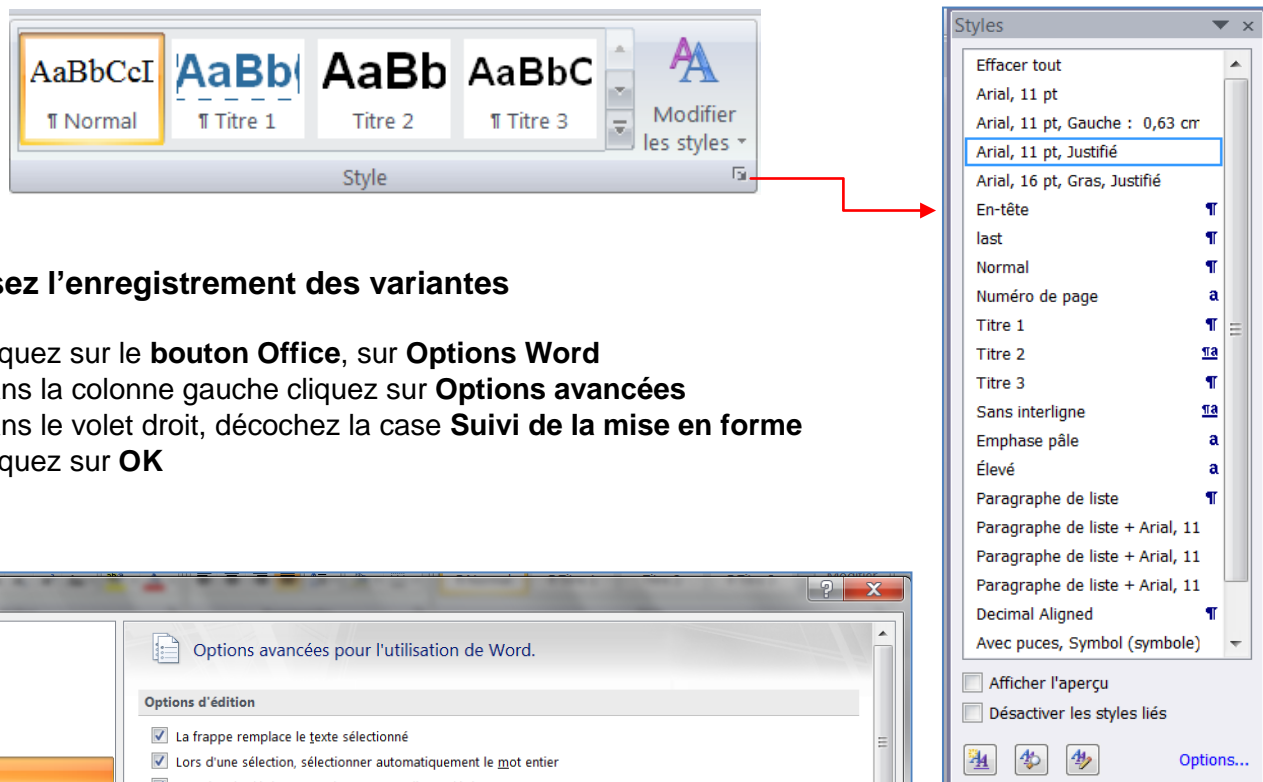 AaBbCcI AaBb( AaBb AaBbC
¶ Normal ¶ Titre 1 Titre 2 ¶ Titre 3
Modifier
les styles
Style
sez l’enregistrement des variantes
quez sur le bouton Office, sur Options Word
ns la colonne gauche cliquez sur Options avancées
ns le volet droit, décochez la case Suivi de la mise en forme
quez sur OK
Options avancées pour l'utilisation de Word.
Options d'édition
La frappe remplace le texte sélectionné
Lors d'une sélection, sélectionner automatiquement le mot entier
Styles
Effacer tout
Arial, 11 pt
Arial, 11 pt, Gauche : 0,63 cm
Arial, 11 pt, Justifié
Arial, 16 pt, Gras, Justifié
En-tête ¶
last ¶
Normal ¶
Numéro de page a
Titre 1 ¶
Titre 2 ¶a
Titre 3 ¶
Sans interligne ¶a
Emphase pâle a
Élevé a
Paragraphe de liste ¶
Paragraphe de liste + Arial, 11
Paragraphe de liste + Arial, 11
Paragraphe de liste + Arial, 11
Decimal Aligned ¶
Avec puces, Symbol (symbole)
Afficher l'aperçu
Désactiver les styles liés
Options...